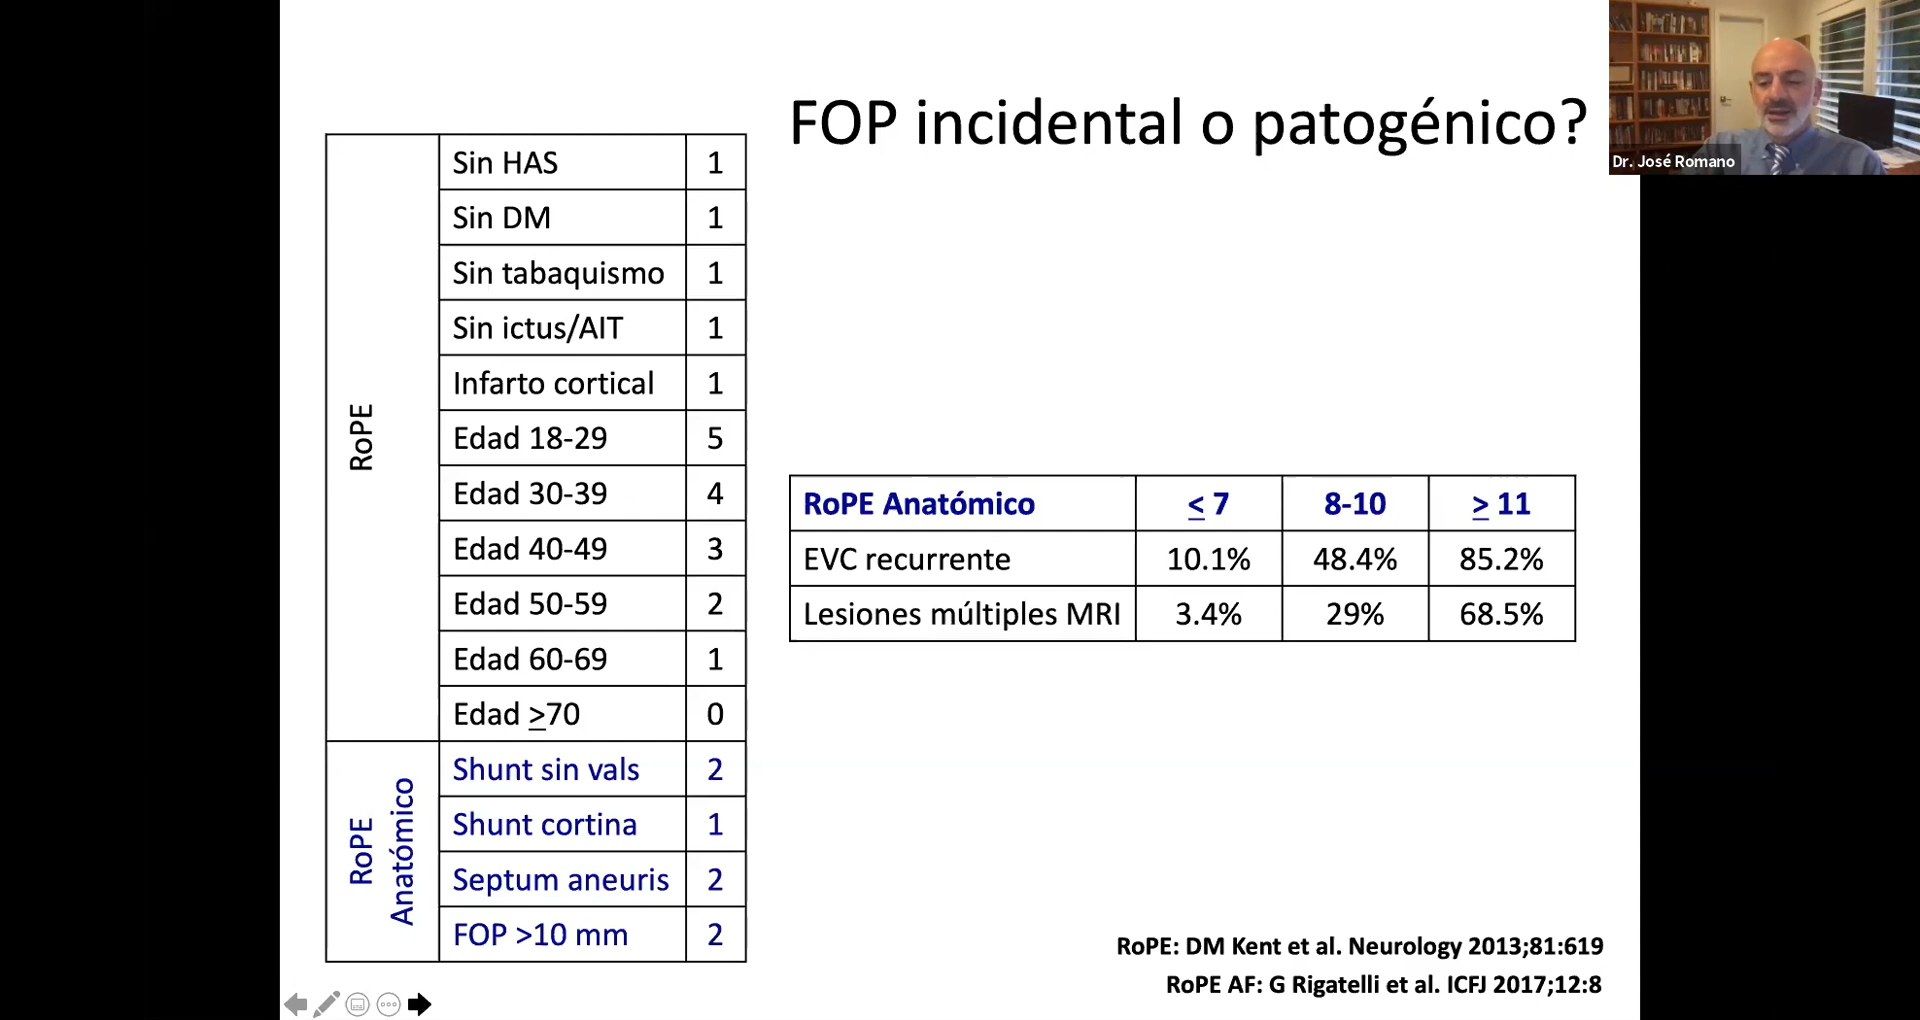 FOP incidental o patogénico?
Dr. José Romano
RoPE
Sin HAS 1
Sin DM 1
Sin tabaquismo 1
Sin ictus/AIT 1
Infarto cortical 1
Edad 18-29 5
Edad 30-39 4
Edad 40-49 3
Edad 50-59 2
Edad 60-69 1
Edad ≥70 0
RoPE
Anatómico
Shunt sin vals 2
Shunt cortina 1
Septum aneuris 2
FOP >10 mm 2
RoPE Anatómico ≤ 7 8-10 ≥ 11
EVC recurrente 10.1% 48.4% 85.2%
Lesiones múltiples MRI 3.4% 29% 68.5%
RoPE: DM Kent et al. Neurology 2013;81:619
RoPE AF: G Rigatelli et al. ICFJ 2017;12:8